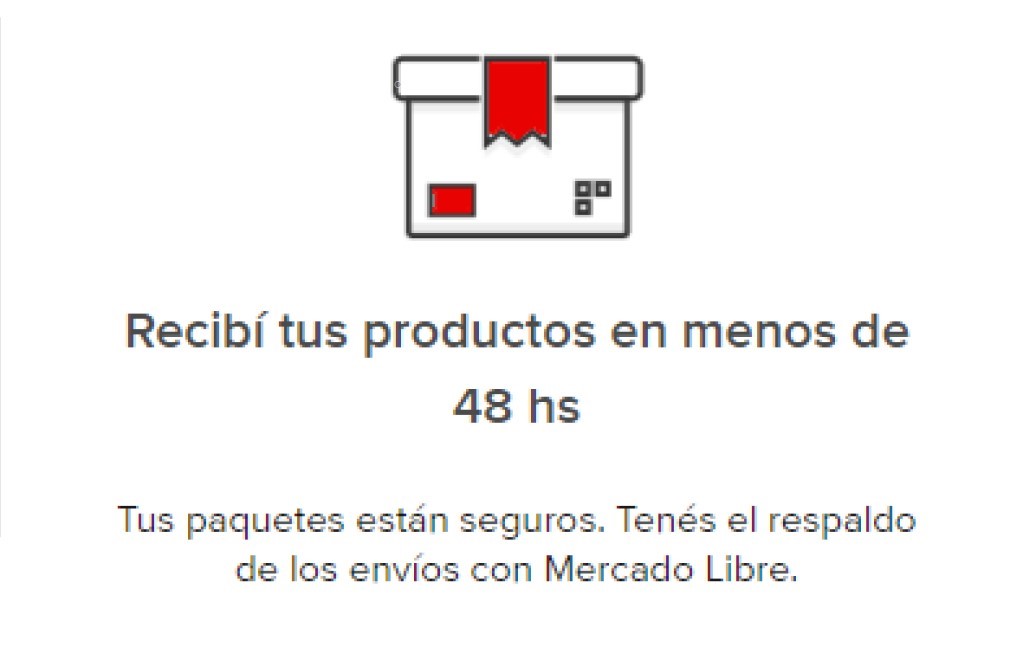 Recibí tus productos en menos de
48 hs
Tus paquetes están seguros. Tenés el respaldo
de los envíos con Mercado Libre.